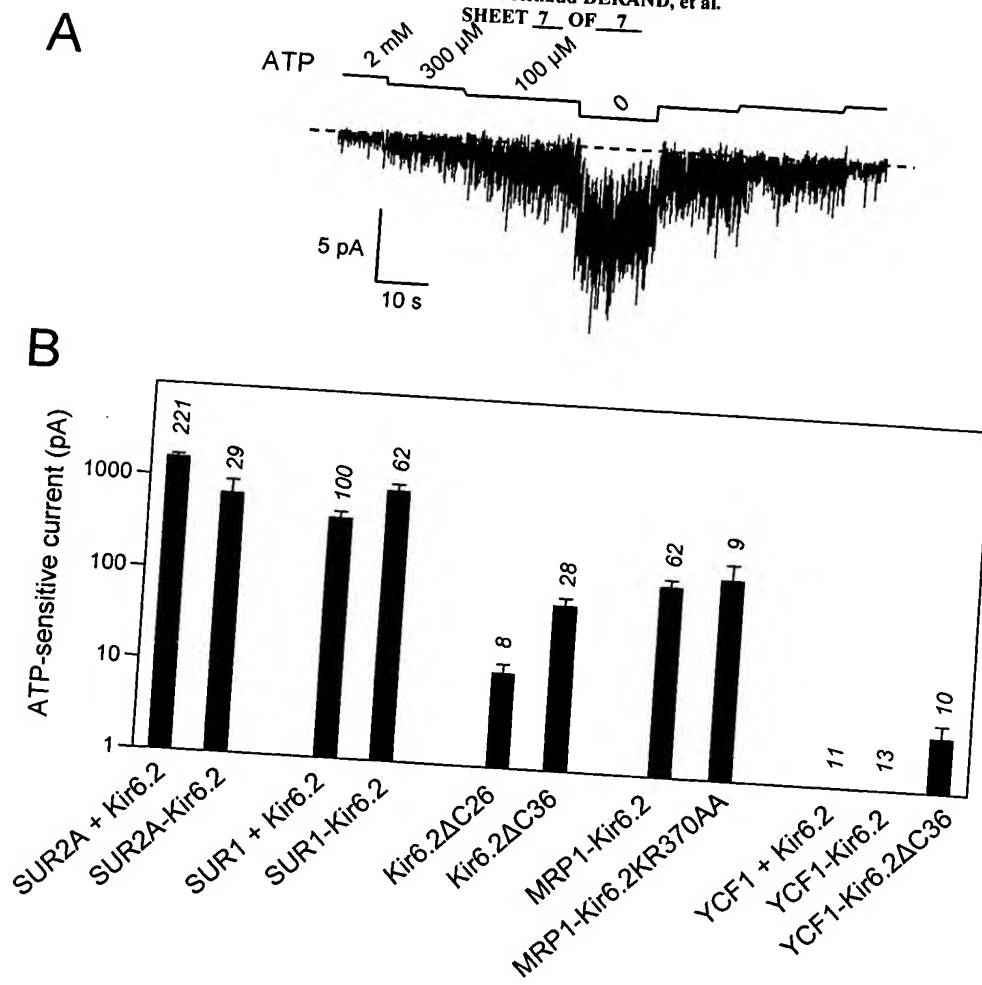 DERAND, et al.
SHEET 7 OF 7
A
ATP
2 mM
300 µM
100 µM
0
5 pA
10 s
B
ATP-sensitive current (pA)
1000
100
10
1
221
29
100
62
8
28
62
9
11
13
10
SUR2A + Kir6.2
SUR2A-Kir6.2
SUR1 + Kir6.2
SUR1-Kir6.2
Kir6.2ΔC26
Kir6.2ΔC36
MRP1-Kir6.2
MRP1-Kir6.2KR370AA
YCF1 + Kir6.2
YCF1-Kir6.2
YCF1-Kir6.2ΔC36